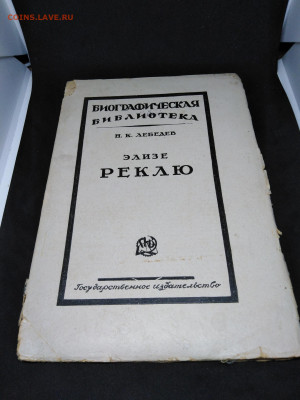 COINS.LAVE.RU
БИОГРАФИЧЕСКАЯ
БИБЛИОТЕКА
Н. К. ЛЕБЕДЕВ
ЭЛИЗЕ
РЕКЛЮ
Государственное издательство